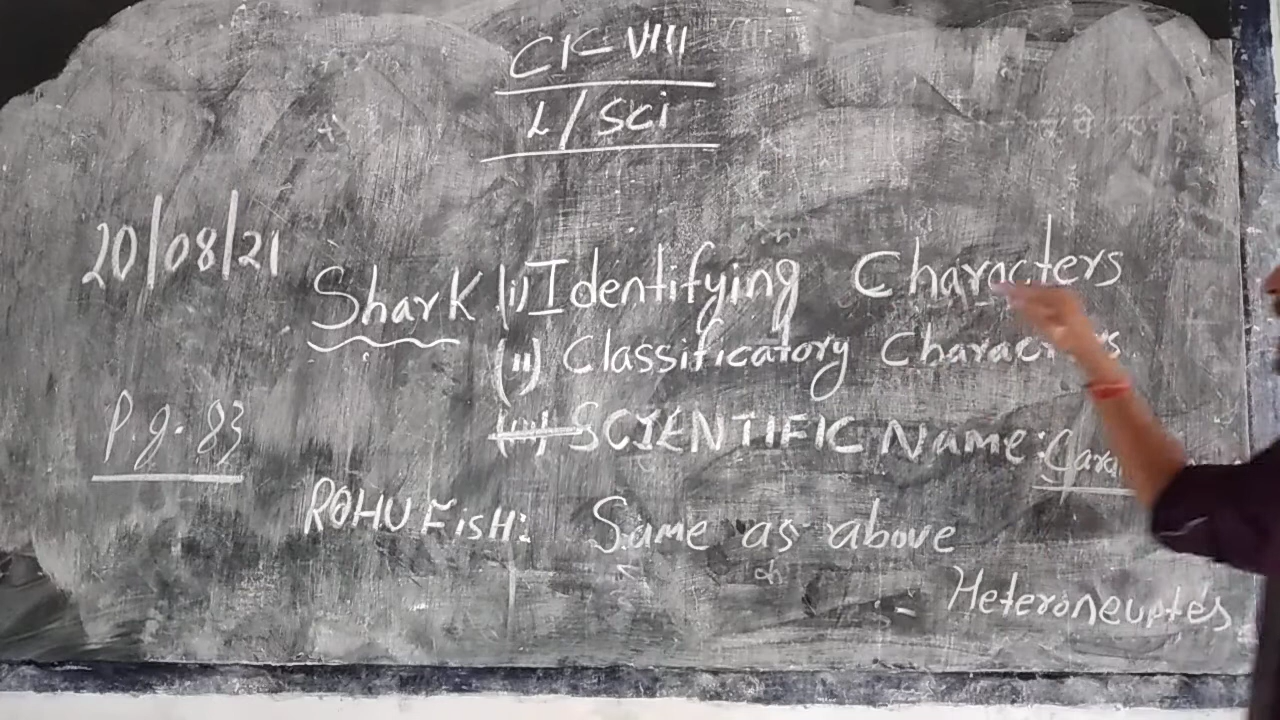 Cl- VIII
L/Sci
20/08/21
Shark (i) Identifying Characters
(ii) Classificatory Characters
P.g. 83
(iii) SCIENTIFIC Name:
ROHU FisH: Same as above
- Heteroneuptes